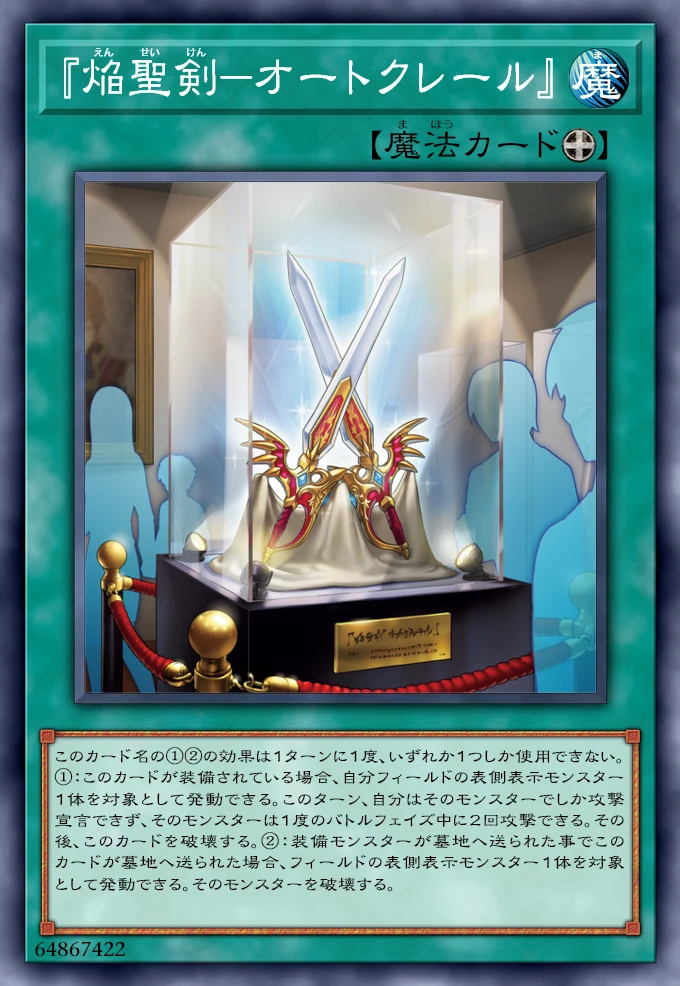 『焔聖剣－オートクレール』 魔
【魔法カード】
このカード名の①②の効果は１ターンに１度、いずれか１つしか使用できない。
①：このカードが装備されている場合、自分フィールドの表側表示モンスター
１体を対象として発動できる。このターン、自分はそのモンスターでしか攻撃
宣言できず、そのモンスターは１度のバトルフェイズ中に２回攻撃できる。その
後、このカードを破壊する。②：装備モンスターが墓地へ送られた事でこの
カードが墓地へ送られた場合、フィールドの表側表示モンスター１体を対象
として発動できる。そのモンスターを破壊する。
64867422